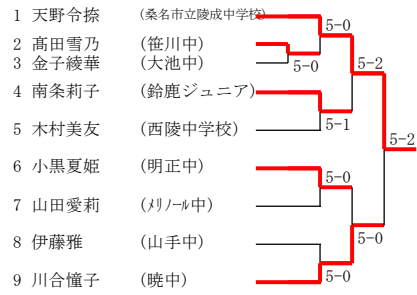 1 天野令捺 (桑名市立陵成中学校)
5-0
2 髙田雪乃 (笹川中)
3 金子綾華 (大池中)
5-0
5-2
4 南条莉子 (鈴鹿ジュニア)
5-1
5 木村美友 (西陵中学校)
5-2
6 小黒夏姫 (明正中)
5-0
7 山田愛莉 (メリノール中)
8 伊藤雅 (山手中)
5-0
9 川合憧子 (暁中)
5-0